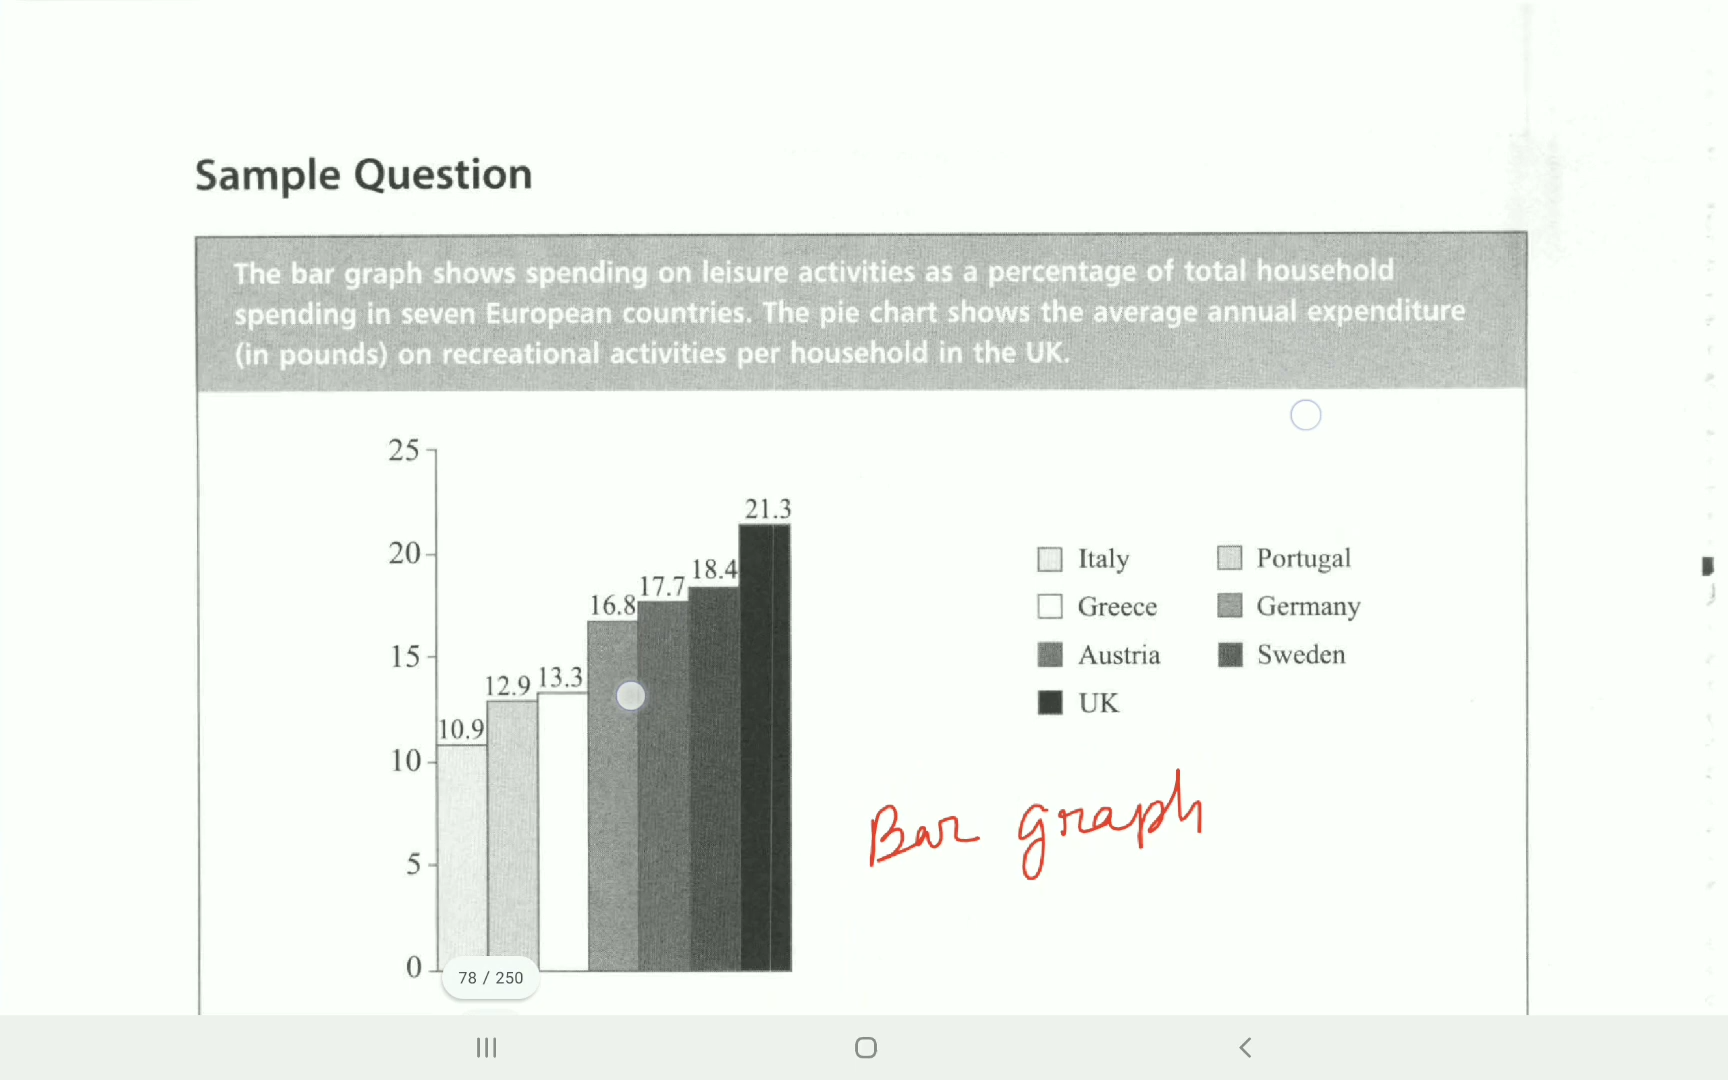 Sample Question
The bar graph shows spending on leisure activities as a percentage of total household
spending in seven European countries. The pie chart shows the average annual expenditure
(in pounds) on recreational activities per household in the UK.
25
20
15
10
5
0
10.9
12.9
13.3
16.8
17.7
18.4
21.3
Italy
Portugal
Greece
Germany
Austria
Sweden
UK
Bar graph
78 / 250